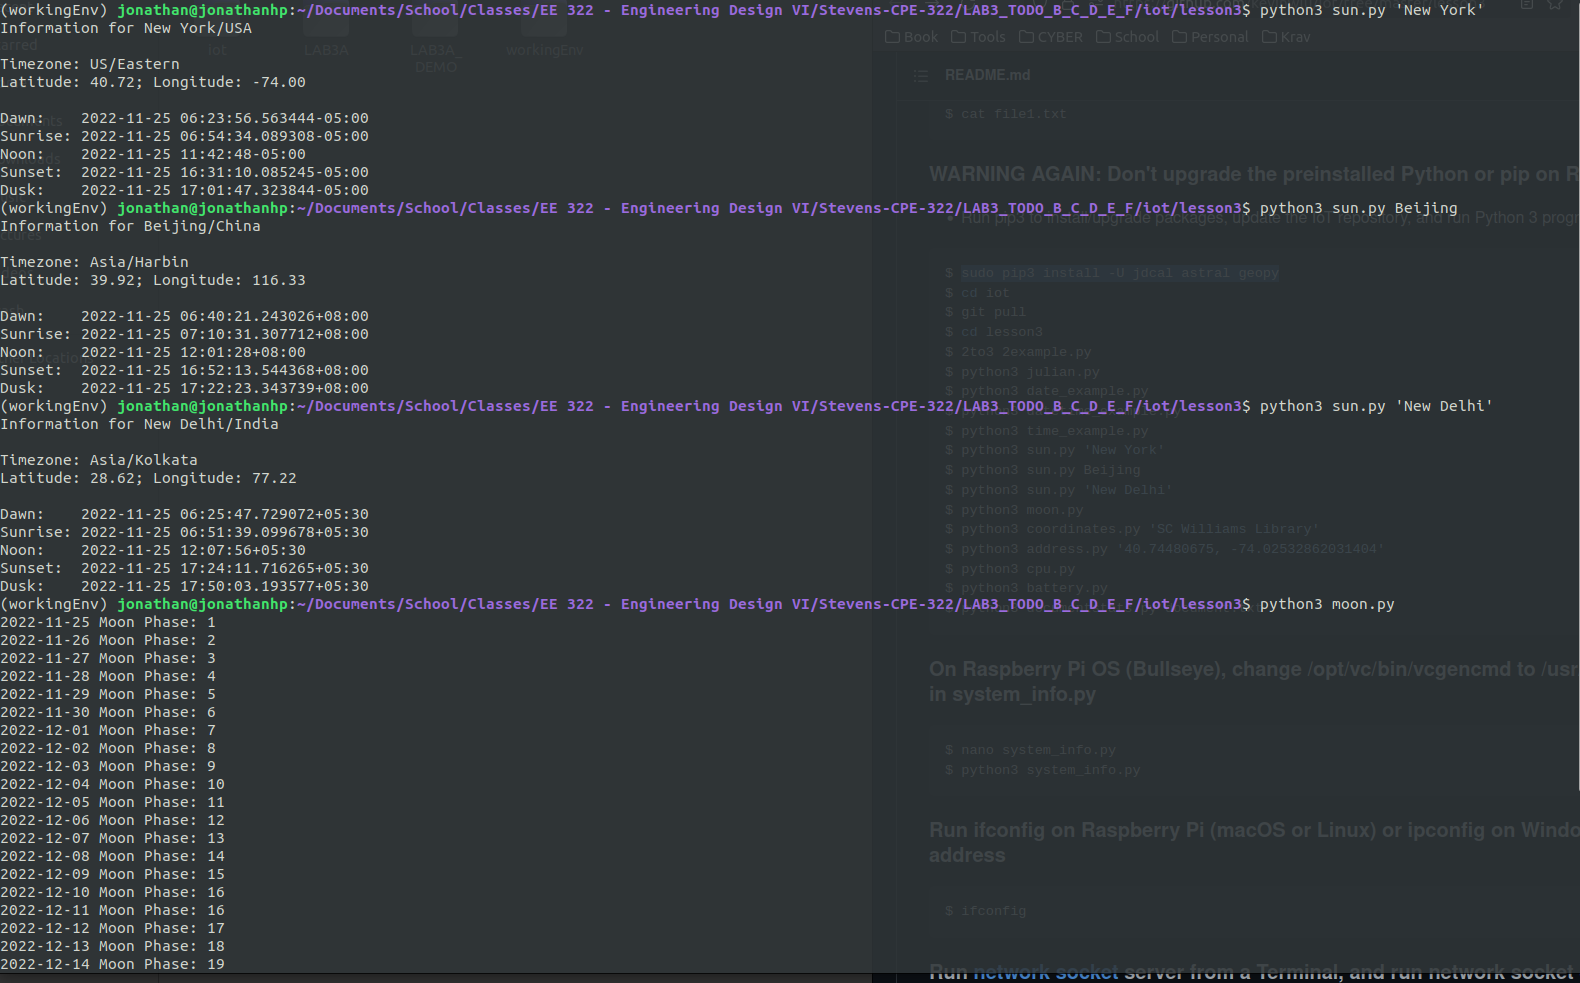 (workingEnv) jonathan@jonathanhp:~/Documents/School/Classes/EE 322 - Engineering Design VI/Stevens-CPE-322/LAB3_TODO_B_C_D_E_F/iot/lesson3$ python3 sun.py 'New York'
Information for New York/USA

Timezone: US/Eastern
Latitude: 40.72; Longitude: -74.00

Dawn:    2022-11-25 06:23:56.563444-05:00
Sunrise: 2022-11-25 06:54:34.089308-05:00
Noon:    2022-11-25 11:42:48-05:00
Sunset:  2022-11-25 16:31:10.085245-05:00
Dusk:    2022-11-25 17:01:47.323844-05:00
(workingEnv) jonathan@jonathanhp:~/Documents/School/Classes/EE 322 - Engineering Design VI/Stevens-CPE-322/LAB3_TODO_B_C_D_E_F/iot/lesson3$ python3 sun.py Beijing
Information for Beijing/China

Timezone: Asia/Harbin
Latitude: 39.92; Longitude: 116.33

Dawn:    2022-11-25 06:40:21.243026+08:00
Sunrise: 2022-11-25 07:10:31.307712+08:00
Noon:    2022-11-25 12:01:28+08:00
Sunset:  2022-11-25 16:52:13.544368+08:00
Dusk:    2022-11-25 17:22:23.343739+08:00
(workingEnv) jonathan@jonathanhp:~/Documents/School/Classes/EE 322 - Engineering Design VI/Stevens-CPE-322/LAB3_TODO_B_C_D_E_F/iot/lesson3$ python3 sun.py 'New Delhi'
Information for New Delhi/India

Timezone: Asia/Kolkata
Latitude: 28.62; Longitude: 77.22

Dawn:    2022-11-25 06:25:47.729072+05:30
Sunrise: 2022-11-25 06:51:39.099678+05:30
Noon:    2022-11-25 12:07:56+05:30
Sunset:  2022-11-25 17:24:11.716265+05:30
Dusk:    2022-11-25 17:50:03.193577+05:30
(workingEnv) jonathan@jonathanhp:~/Documents/School/Classes/EE 322 - Engineering Design VI/Stevens-CPE-322/LAB3_TODO_B_C_D_E_F/iot/lesson3$ python3 moon.py
2022-11-25 Moon Phase: 1
2022-11-26 Moon Phase: 2
2022-11-27 Moon Phase: 3
2022-11-28 Moon Phase: 4
2022-11-29 Moon Phase: 5
2022-11-30 Moon Phase: 6
2022-12-01 Moon Phase: 7
2022-12-02 Moon Phase: 8
2022-12-03 Moon Phase: 9
2022-12-04 Moon Phase: 10
2022-12-05 Moon Phase: 11
2022-12-06 Moon Phase: 12
2022-12-07 Moon Phase: 13
2022-12-08 Moon Phase: 14
2022-12-09 Moon Phase: 15
2022-12-10 Moon Phase: 16
2022-12-11 Moon Phase: 16
2022-12-12 Moon Phase: 17
2022-12-13 Moon Phase: 18
2022-12-14 Moon Phase: 19
iot
LAB3A
LAB3A_
DEMO
workingEnv
Book
Tools
CYBER
School
Personal
Krav
README.md
$ cat file1.txt
WARNING AGAIN: Don't upgrade the preinstalled Python or pip on R
Run pip3 to install/upgrade packages, update the IoT repository, and run Python 3 prog
$ sudo pip3 install -U jdcal astral geopy
$ cd iot
$ git pull
$ cd lesson3
$ 2to3 2example.py
$ python3 julian.py
$ python3 date_example.py
$ python3 time_example.py
$ python3 sun.py 'New York'
$ python3 sun.py Beijing
$ python3 sun.py 'New Delhi'
$ python3 moon.py
$ python3 coordinates.py 'SC Williams Library'
$ python3 address.py '40.74480675, -74.02532862031404'
$ python3 cpu.py
$ python3 battery.py
On Raspberry Pi OS (Bullseye), change /opt/vc/bin/vcgencmd to /usr
in system_info.py
$ nano system_info.py
$ python3 system_info.py
Run ifconfig on Raspberry Pi (macOS or Linux) or ipconfig on Windo
address
$ ifconfig
Run network socket server from a Terminal, and run network socket